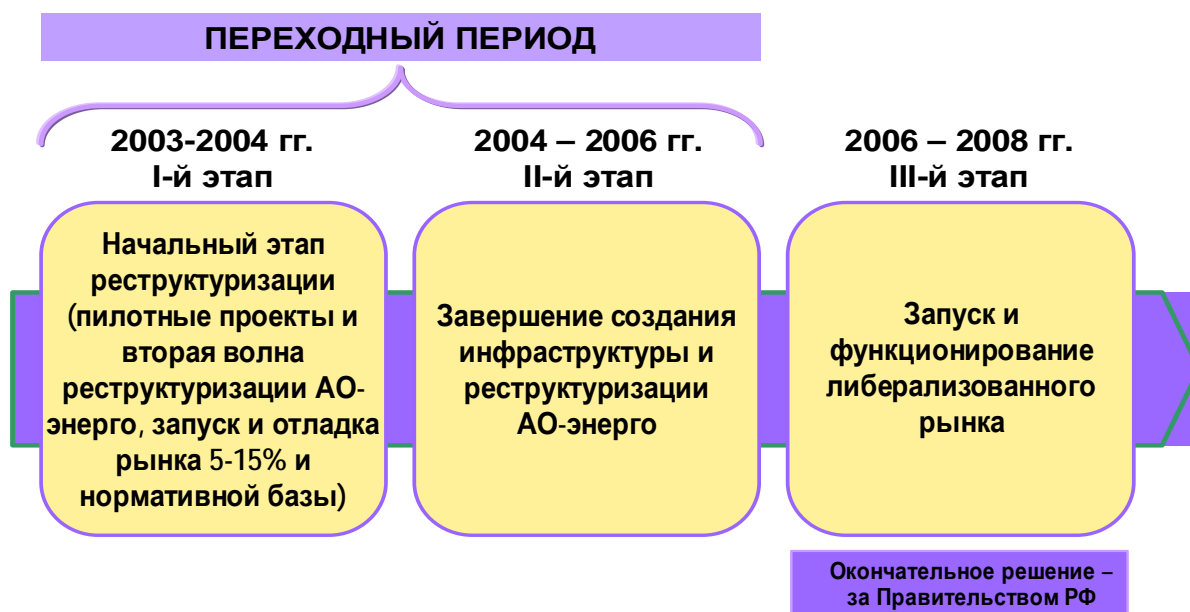 ПЕРЕХОДНЫЙ ПЕРИОД
2003-2004 гг.
I-й этап
Начальный этап
реструктуризации
(пилотные проекты и
вторая волна
реструктуризации АО-
энерго, запуск и отладка
рынка 5-15% и
нормативной базы)
2004 – 2006 гг.
II-й этап
Завершение создания
инфраструктуры и
реструктуризации
АО-энерго
2006 – 2008 гг.
III-й этап
Запуск и
функционирование
либерализованного
рынка
Окончательное решение –
за Правительством РФ